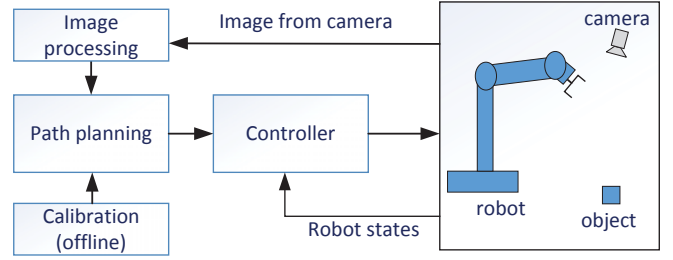 Image
processing
Image from camera
camera
Path planning
Controller
Calibration
(offline)
Robot states
robot
object